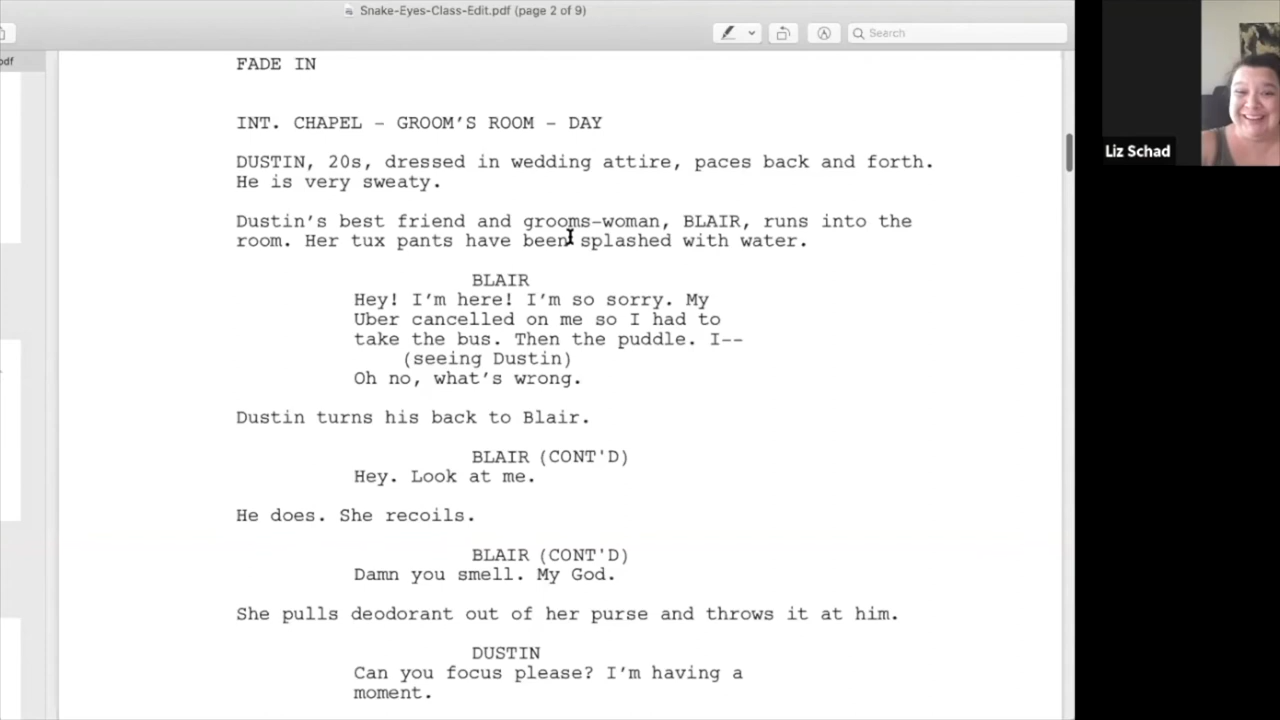 Snake-Eyes-Class-Edit.pdf (page 2 of 9)
Search
pdf
FADE IN
INT. CHAPEL - GROOM'S ROOM - DAY
DUSTIN, 20s, dressed in wedding attire, paces back and forth.
He is very sweaty.
Dustin's best friend and grooms-woman, BLAIR, runs into the
room. Her tux pants have been splashed with water.
BLAIR
Hey! I'm here! I'm so sorry. My
Uber cancelled on me so I had to
take the bus. Then the puddle. I--
(seeing Dustin)
Oh no, what's wrong.
Dustin turns his back to Blair.
BLAIR (CONT'D)
Hey. Look at me.
He does. She recoils.
BLAIR (CONT'D)
Damn you smell. My God.
She pulls deodorant out of her purse and throws it at him.
DUSTIN
Can you focus please? I'm having a
moment.
Liz Schad